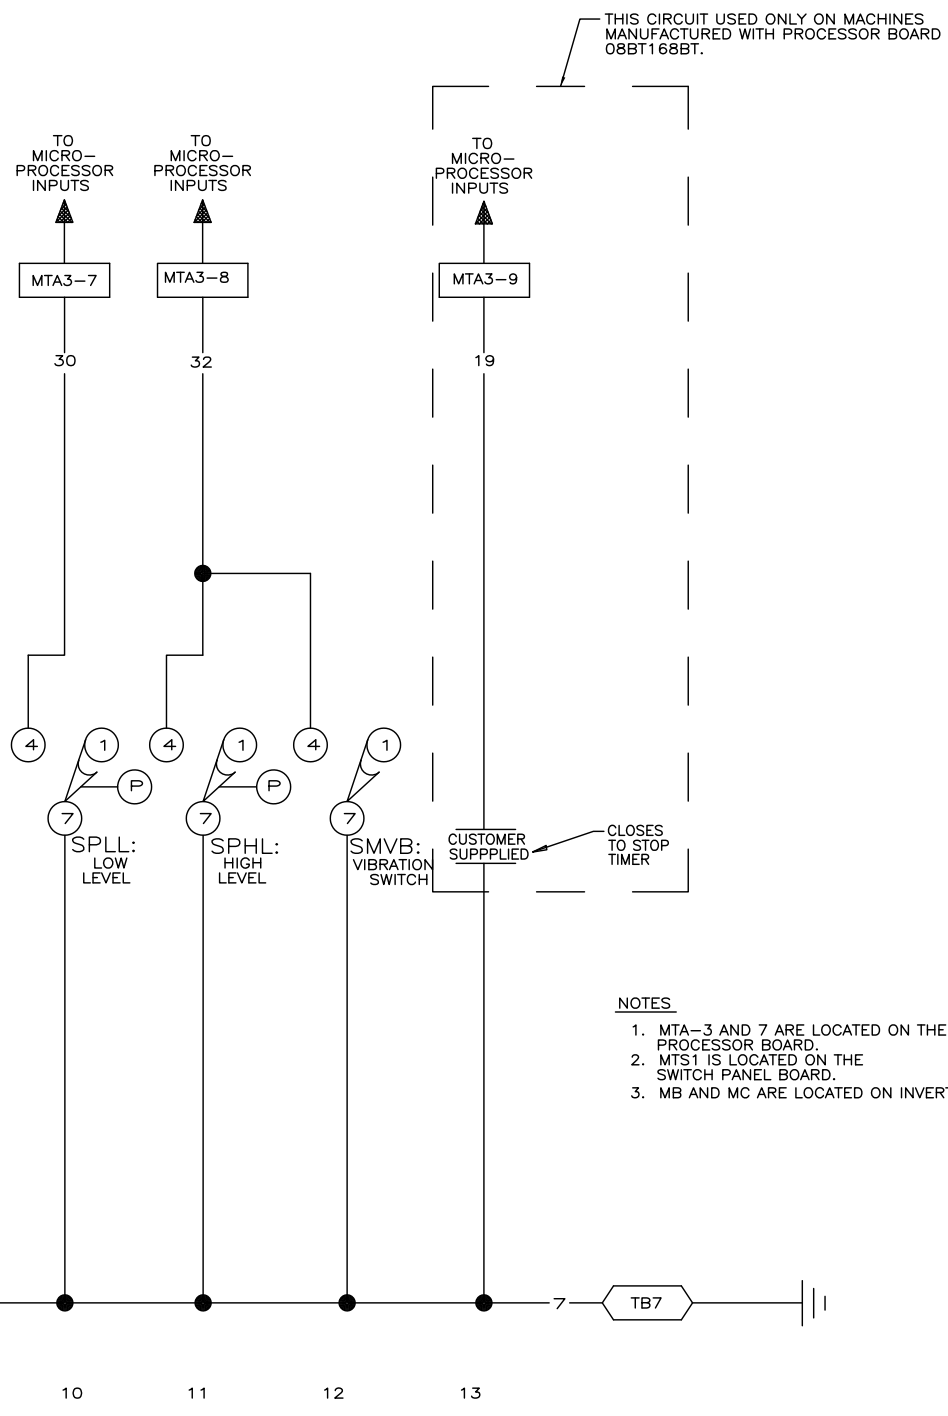 THIS CIRCUIT USED ONLY ON MACHINES
MANUFACTURED WITH PROCESSOR BOARD
08BT168BT.
TO
MICRO-
PROCESSOR
INPUTS
TO
MICRO-
PROCESSOR
INPUTS
TO
MICRO-
PROCESSOR
INPUTS
MTA3-7
MTA3-8
MTA3-9
30
32
19
4
1
4
1
4
1
P
P
7
7
7
SPLL:
LOW
LEVEL
SPHL:
HIGH
LEVEL
SMVB:
VIBRATION
SWITCH
CUSTOMER
SUPPPLIED
CLOSES
TO STOP
TIMER
NOTES
1. MTA-3 AND 7 ARE LOCATED ON THE
PROCESSOR BOARD.
2. MTS1 IS LOCATED ON THE
SWITCH PANEL BOARD.
3. MB AND MC ARE LOCATED ON INVERT
7
TB7
10
11
12
13